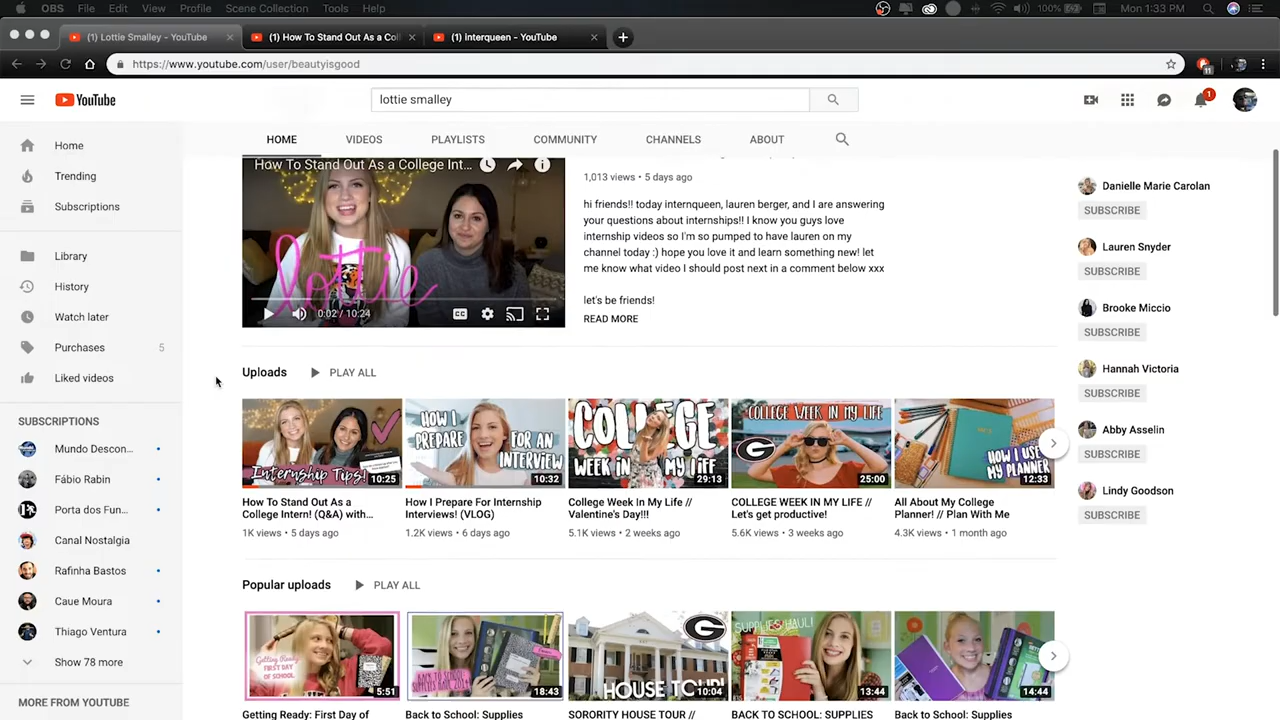 OBS File Edit View Profile Scene Collection Tools Help 100% Mon 1:33 PM
(1) Lottie Smalley - YouTube × (1) How To Stand Out As a Coll × (1) interqueen - YouTube × +
https://www.youtube.com/user/beautyisgood 11
YouTube lottie smalley 1
HOME VIDEOS PLAYLISTS COMMUNITY CHANNELS ABOUT
Home
Trending
Subscriptions
Library
History
Watch later
Purchases 5
Liked videos
SUBSCRIPTIONS
Mundo Descon...
Fábio Rabin
Porta dos Fun...
Canal Nostalgia
Rafinha Bastos
Caue Moura
Thiago Ventura
Show 78 more
MORE FROM YOUTUBE
How To Stand Out As a College Int...
lottie
0:02 / 10:24 CC
1,013 views • 5 days ago
hi friends!! today internqueen, lauren berger, and I are answering
your questions about internships!! I know you guys love
internship videos so I'm so pumped to have lauren on my
channel today :) hope you love it and learn something new! let
me know what video I should post next in a comment below xxx
let's be friends!
READ MORE
Uploads PLAY ALL
Internship Tips! 10:25
How To Stand Out As a
College Intern! (Q&A) with...
1K views • 5 days ago
HOW I
PREPARE FOR AN
INTERVIEW 10:32
How I Prepare For Internship
Interviews! (VLOG)
1.2K views • 6 days ago
COLLEGE
WEEK IN MY LIFE 29:13
College Week In My Life //
Valentine's Day!!!
5.1K views • 2 weeks ago
COLLEGE WEEK IN MY LIFE
G
25:00
COLLEGE WEEK IN MY LIFE //
Let's get productive!
5.6K views • 3 weeks ago
HOW I USE
MY PLANNER
12:33
All About My College
Planner! // Plan With Me
4.3K views • 1 month ago
Popular uploads PLAY ALL
Getting Ready
FIRST DAY
OF SCHOOL
5:51
Getting Ready: First Day of
18:43
Back to School: Supplies
G
HOUSE TOUR
10:04
SORORITY HOUSE TOUR //
SUPPLIES HAUL!
13:44
BACK TO SCHOOL: SUPPLIES
14:44
Back to School: Supplies
Danielle Marie Carolan
SUBSCRIBE
Lauren Snyder
SUBSCRIBE
Brooke Miccio
SUBSCRIBE
Hannah Victoria
SUBSCRIBE
Abby Asselin
SUBSCRIBE
Lindy Goodson
SUBSCRIBE